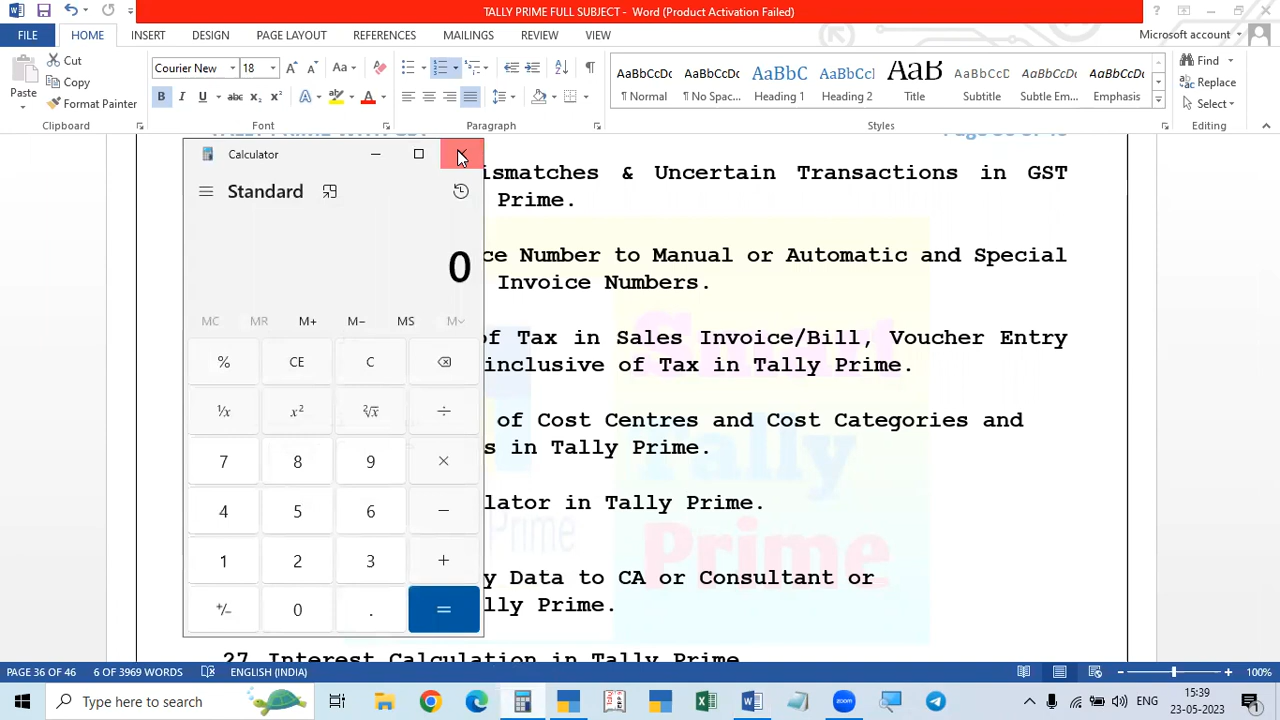 TALLY PRIME FULL SUBJECT - Word (Product Activation Failed)
FILE HOME INSERT DESIGN PAGE LAYOUT REFERENCES MAILINGS REVIEW VIEW Microsoft account
Cut
Copy
Format Painter
Paste
Clipboard
Courier New 18
Font
Paragraph
AaBbCcDc AaBbCcDc AaBbC AaBbCcC AaB AaBbCcD AaBbCcDc AaBbCcDc
¶ Normal ¶ No Spac... Heading 1 Heading 2 Title Subtitle Subtle Em... Emphasis
Styles
Find
Replace
Select
Editing
Calculator
Standard
0
MC MR M+ M− MS M
% CE C
¹/x x² ²√x ÷
7 8 9 ×
4 5 6 −
1 2 3 +
+/− 0 . =
ismatches & Uncertain Transactions in GST
Prime.
ce Number to Manual or Automatic and Special
Invoice Numbers.
of Tax in Sales Invoice/Bill, Voucher Entry
inclusive of Tax in Tally Prime.
of Cost Centres and Cost Categories and
s in Tally Prime.
lator in Tally Prime.
y Data to CA or Consultant or
lly Prime.
27. Interest Calculation in Tally Prime
Smart
Tally
Prime
Prime
PAGE 36 OF 46 6 OF 3969 WORDS ENGLISH (INDIA) 100%
Type here to search
zoom
ENG
15:39
23-05-2023